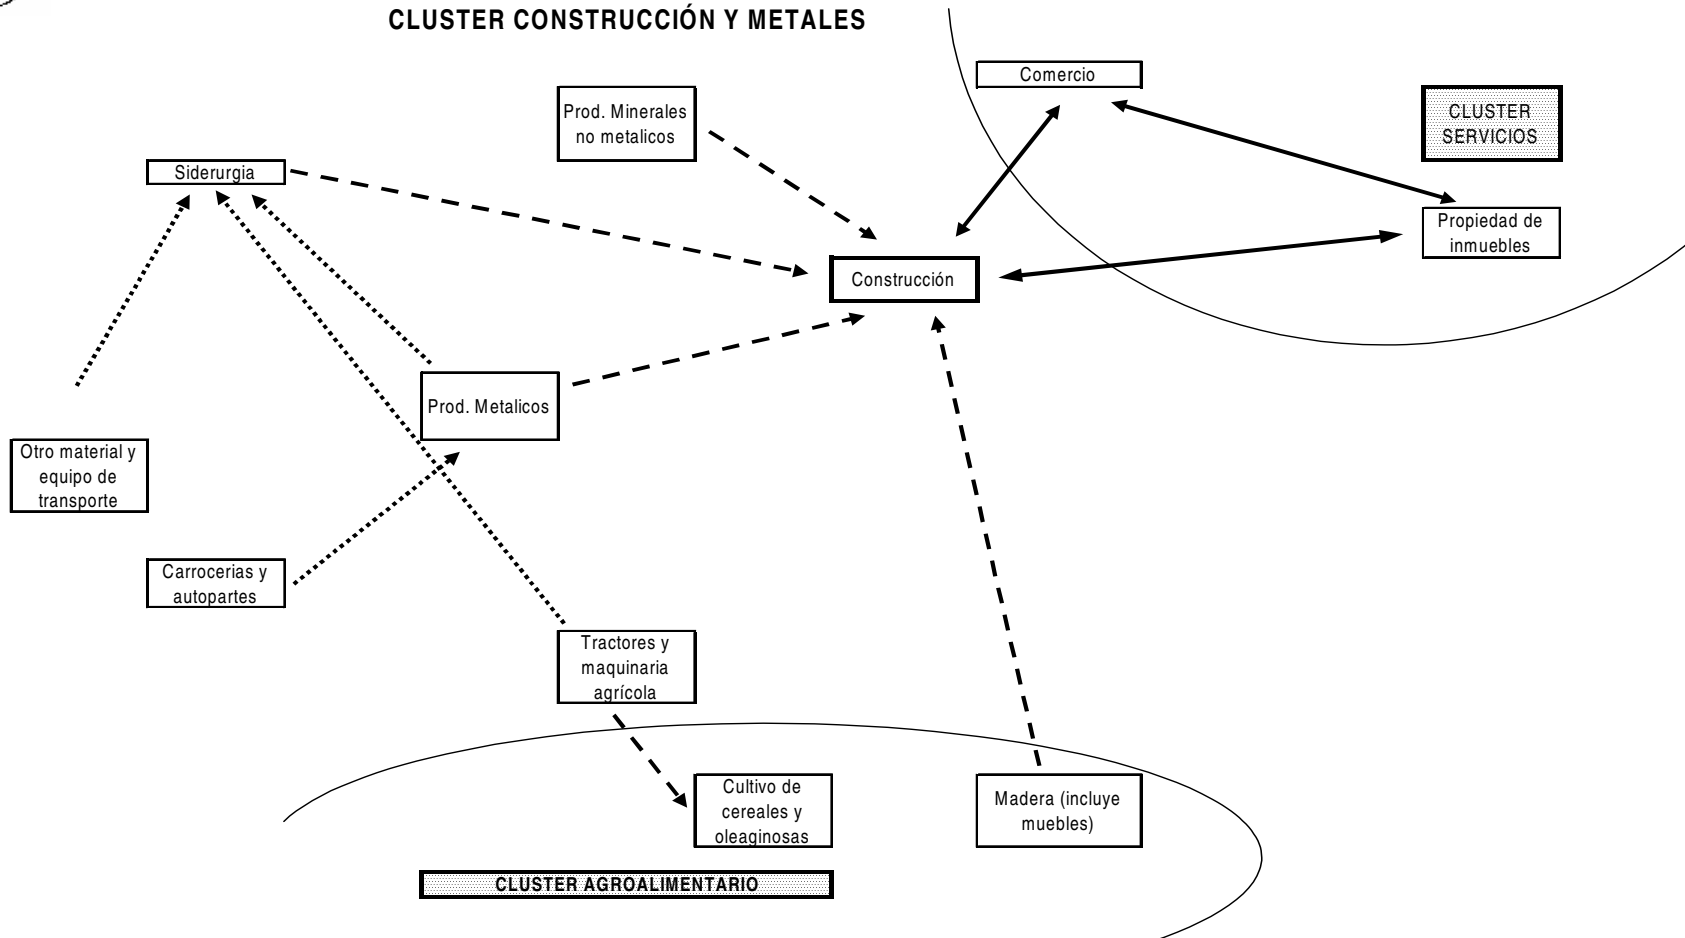 CLUSTER CONSTRUCCIÓN Y METALES
Comercio
Prod. Minerales
no metalicos
CLUSTER
SERVICIOS
Siderurgia
Propiedad de
inmuebles
Construcción
Prod. Metalicos
Otro material y
equipo de
transporte
Carrocerias y
autopartes
Tractores y
maquinaria
agrícola
Cultivo de
cereales y
oleaginosas
Madera (incluye
muebles)
CLUSTER AGROALIMENTARIO